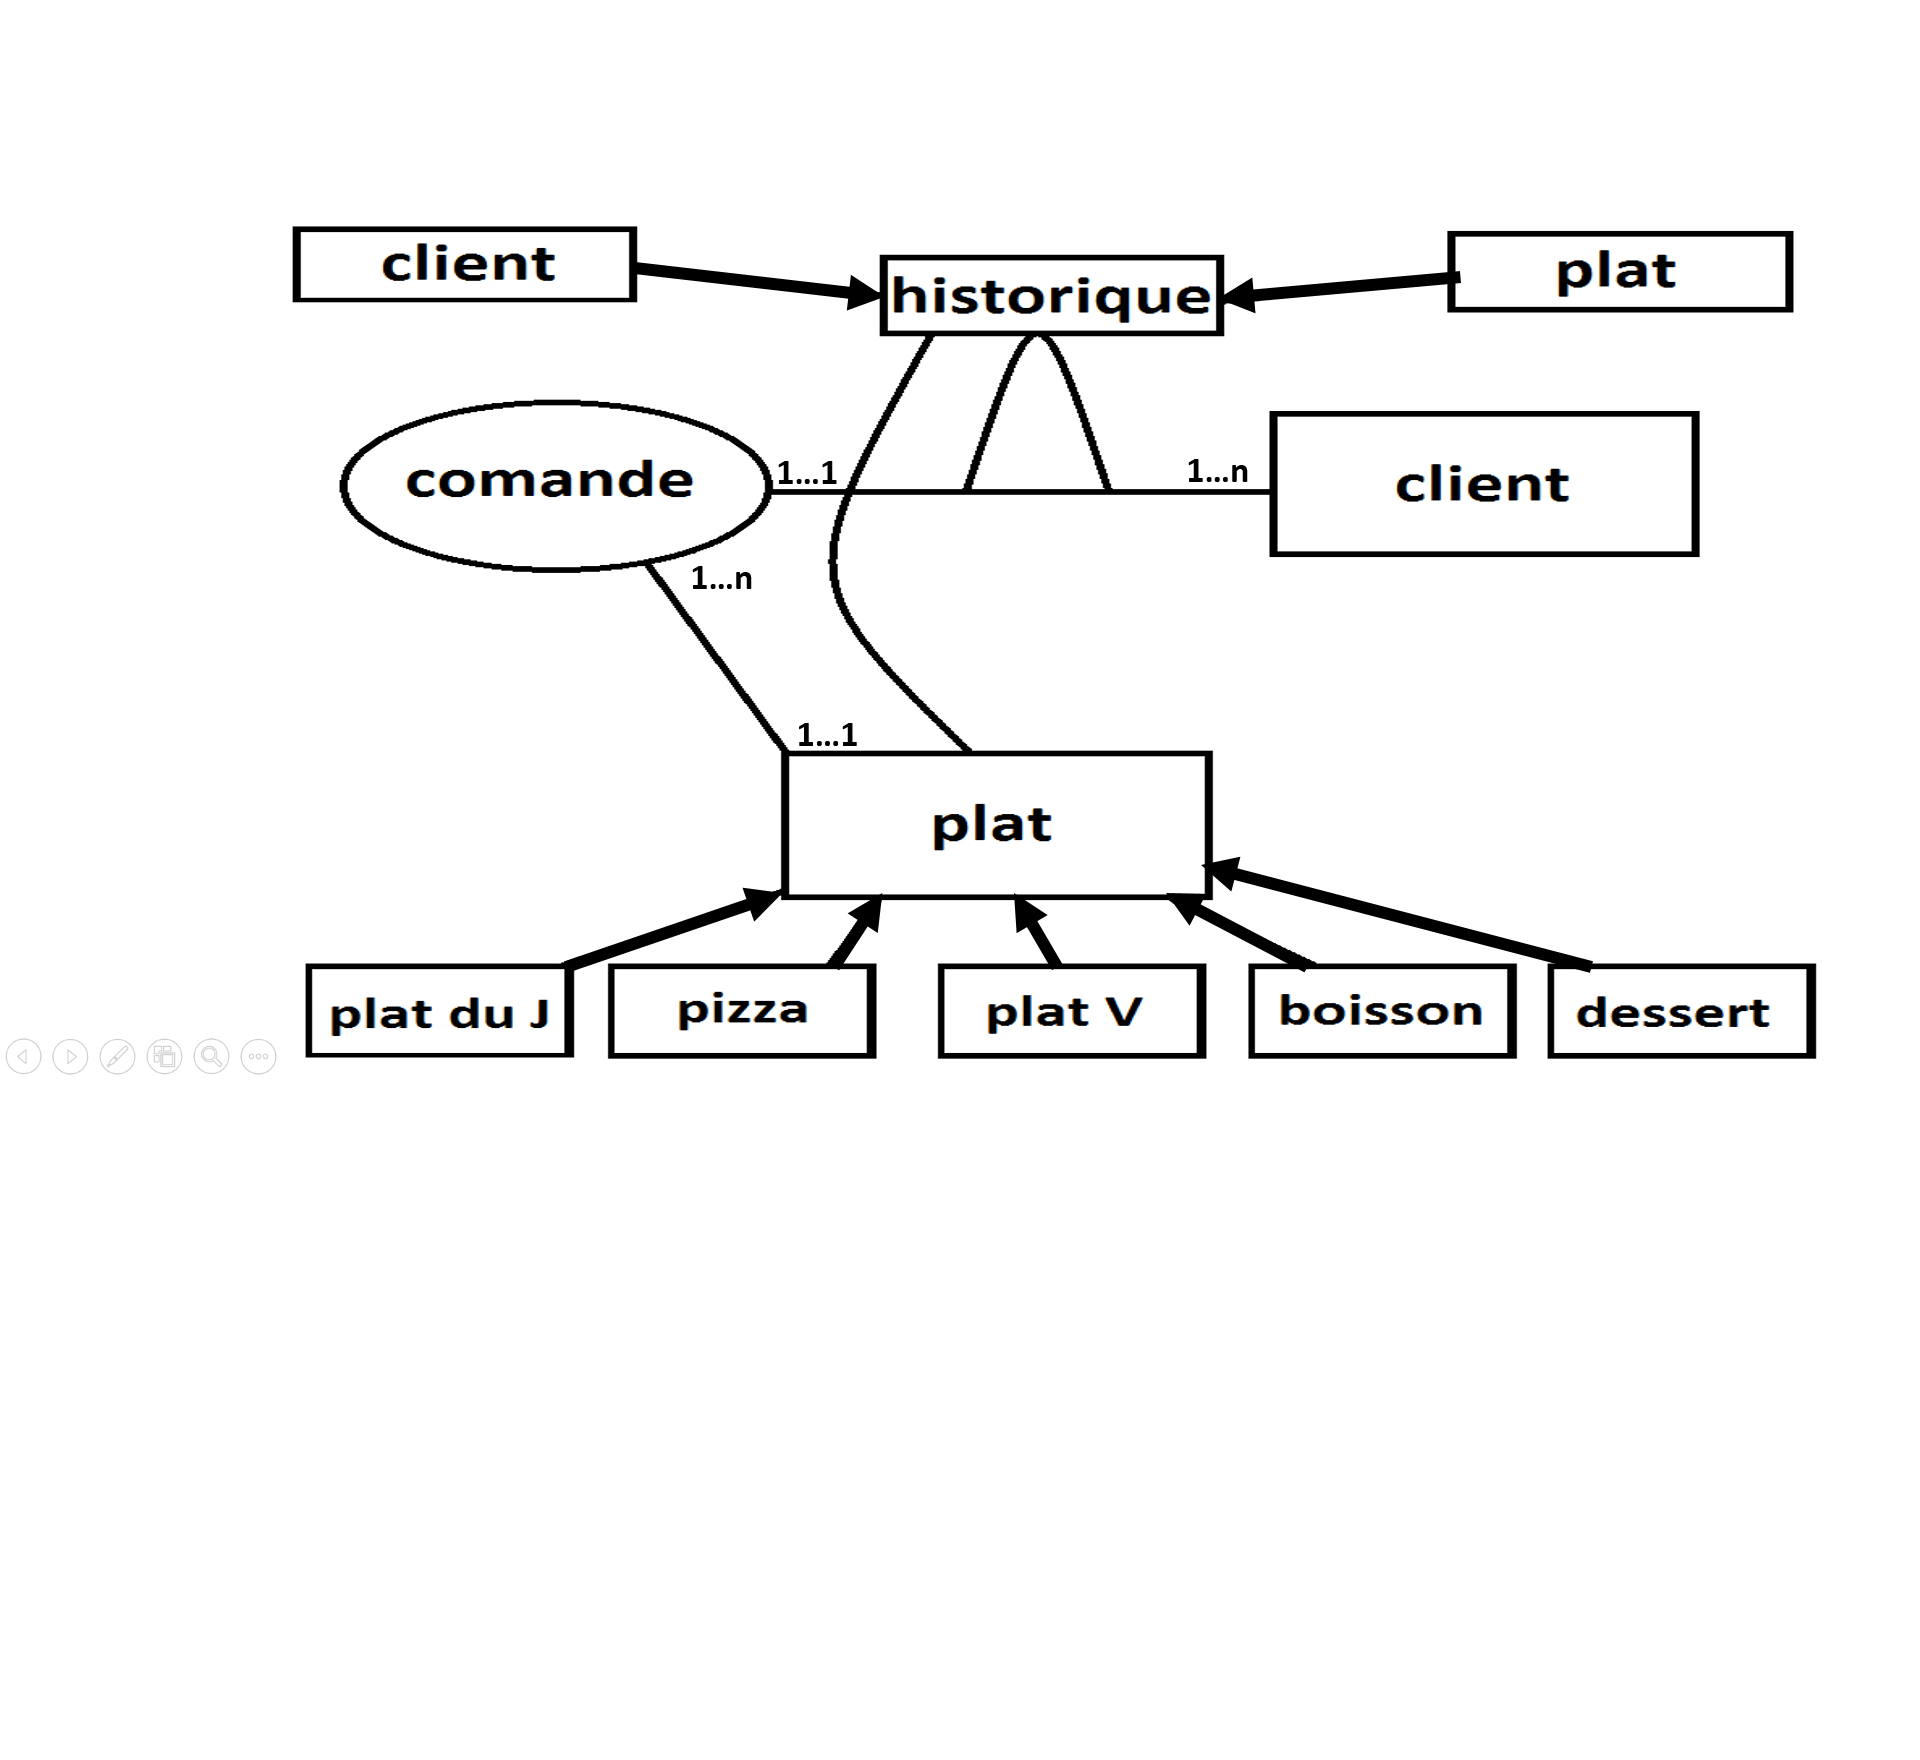 client
historique
plat
comande
1...1
1...n
client
1...n
1...1
plat
plat du J
pizza
plat V
boisson
dessert